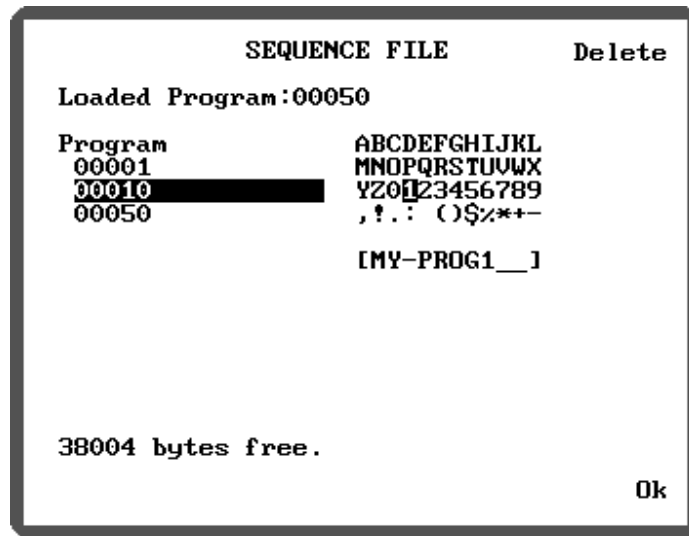 SEQUENCE FILE
Delete
Loaded Program:00050
Program
00001
00010
00050
ABCDEFGHIJKL
MNOPQRSTUVWX
YZ0123456789
,!.: ()$%*+-
[MY-PROG1__]
38004 bytes free.
Ok